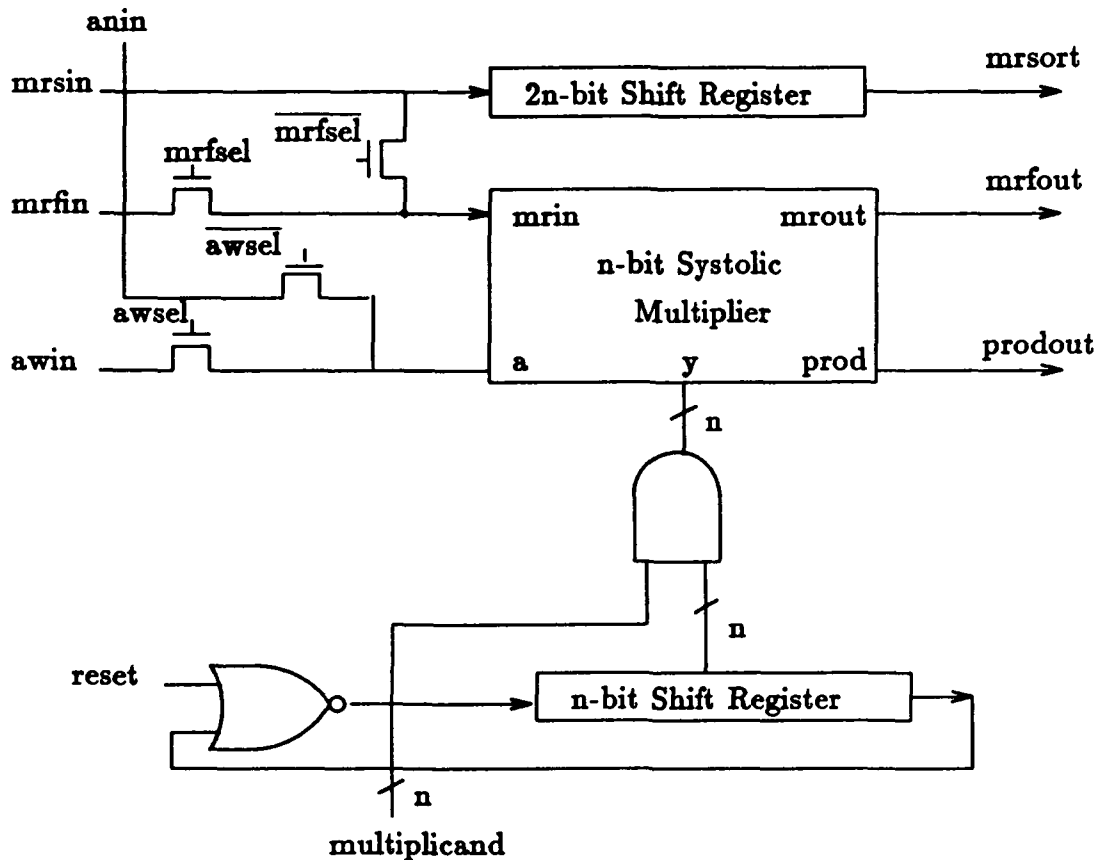 anin
mrsin
2n-bit Shift Register
mrsort
mrfsel
mrfsel
mrfin
mrin
mrout
mrfout
awsel
n-bit Systolic
Multiplier
awsel
awin
a
y
prod
prodout
n
n
reset
n-bit Shift Register
n
multiplicand